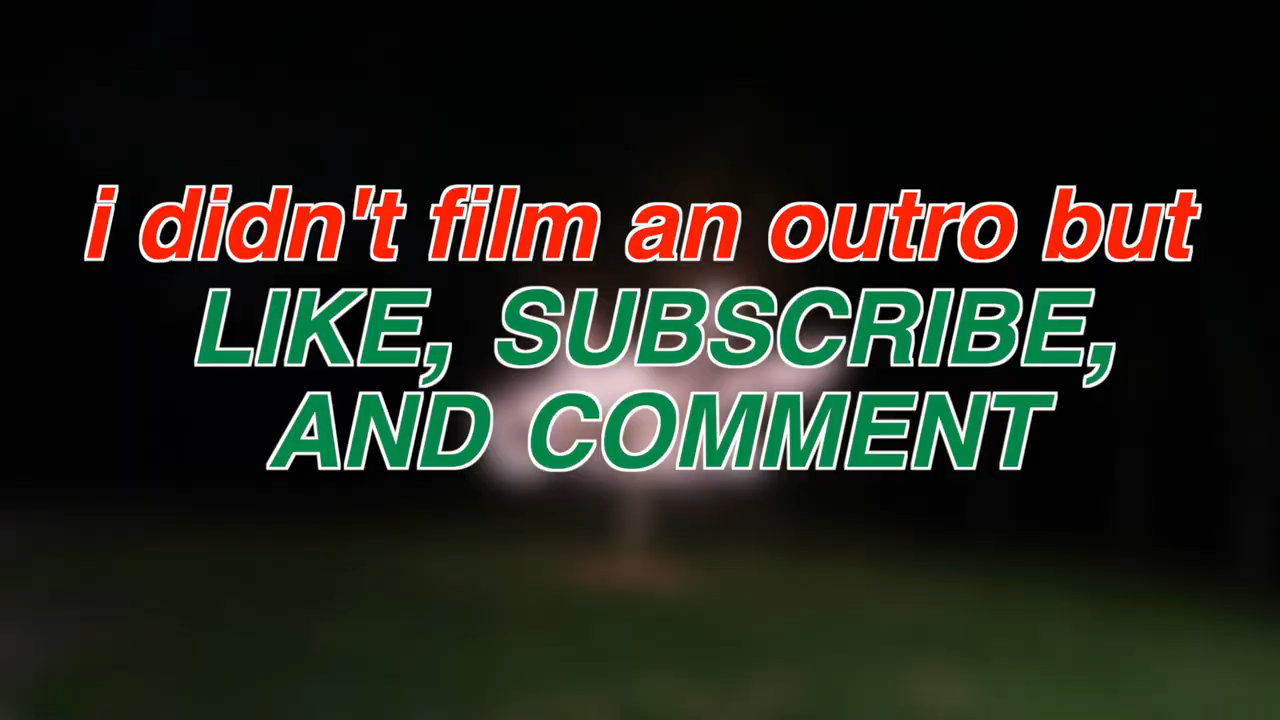 i didn't film an outro but
LIKE, SUBSCRIBE,
AND COMMENT